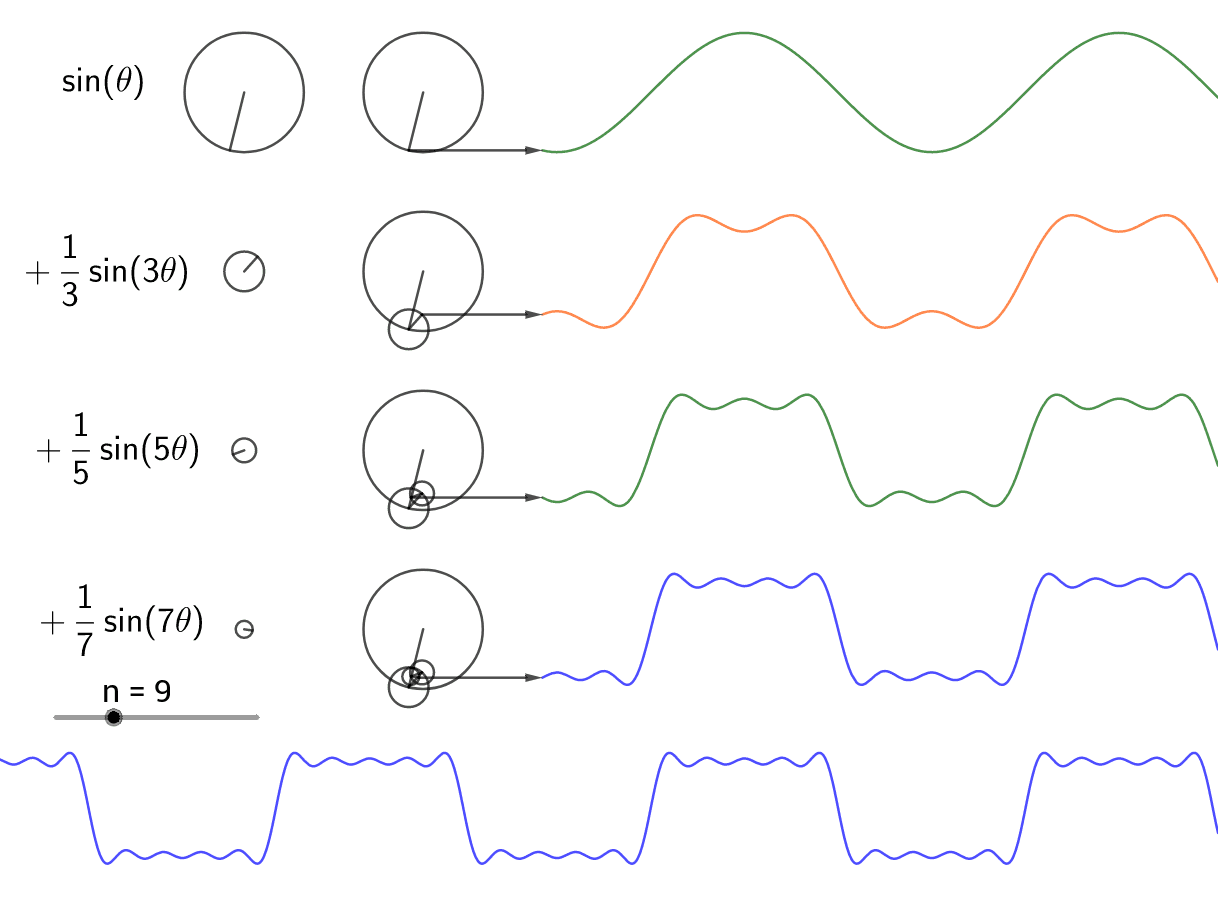 sin(θ)
+ 1/3 sin(3θ)
+ 1/5 sin(5θ)
+ 1/7 sin(7θ)
n = 9